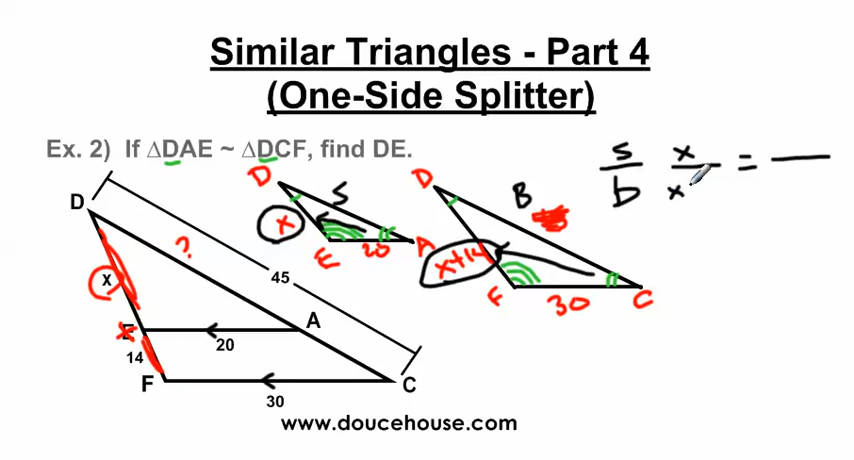 Similar Triangles - Part 4
(One-Side Splitter)
Ex. 2) If ∆DAE ~ ∆DCF, find DE.
s
b
x
x
=
D
S
x
E
20
A
D
B
x+14
F
30
C
D
?
45
x
A
20
14
F
C
30
www.doucehouse.com